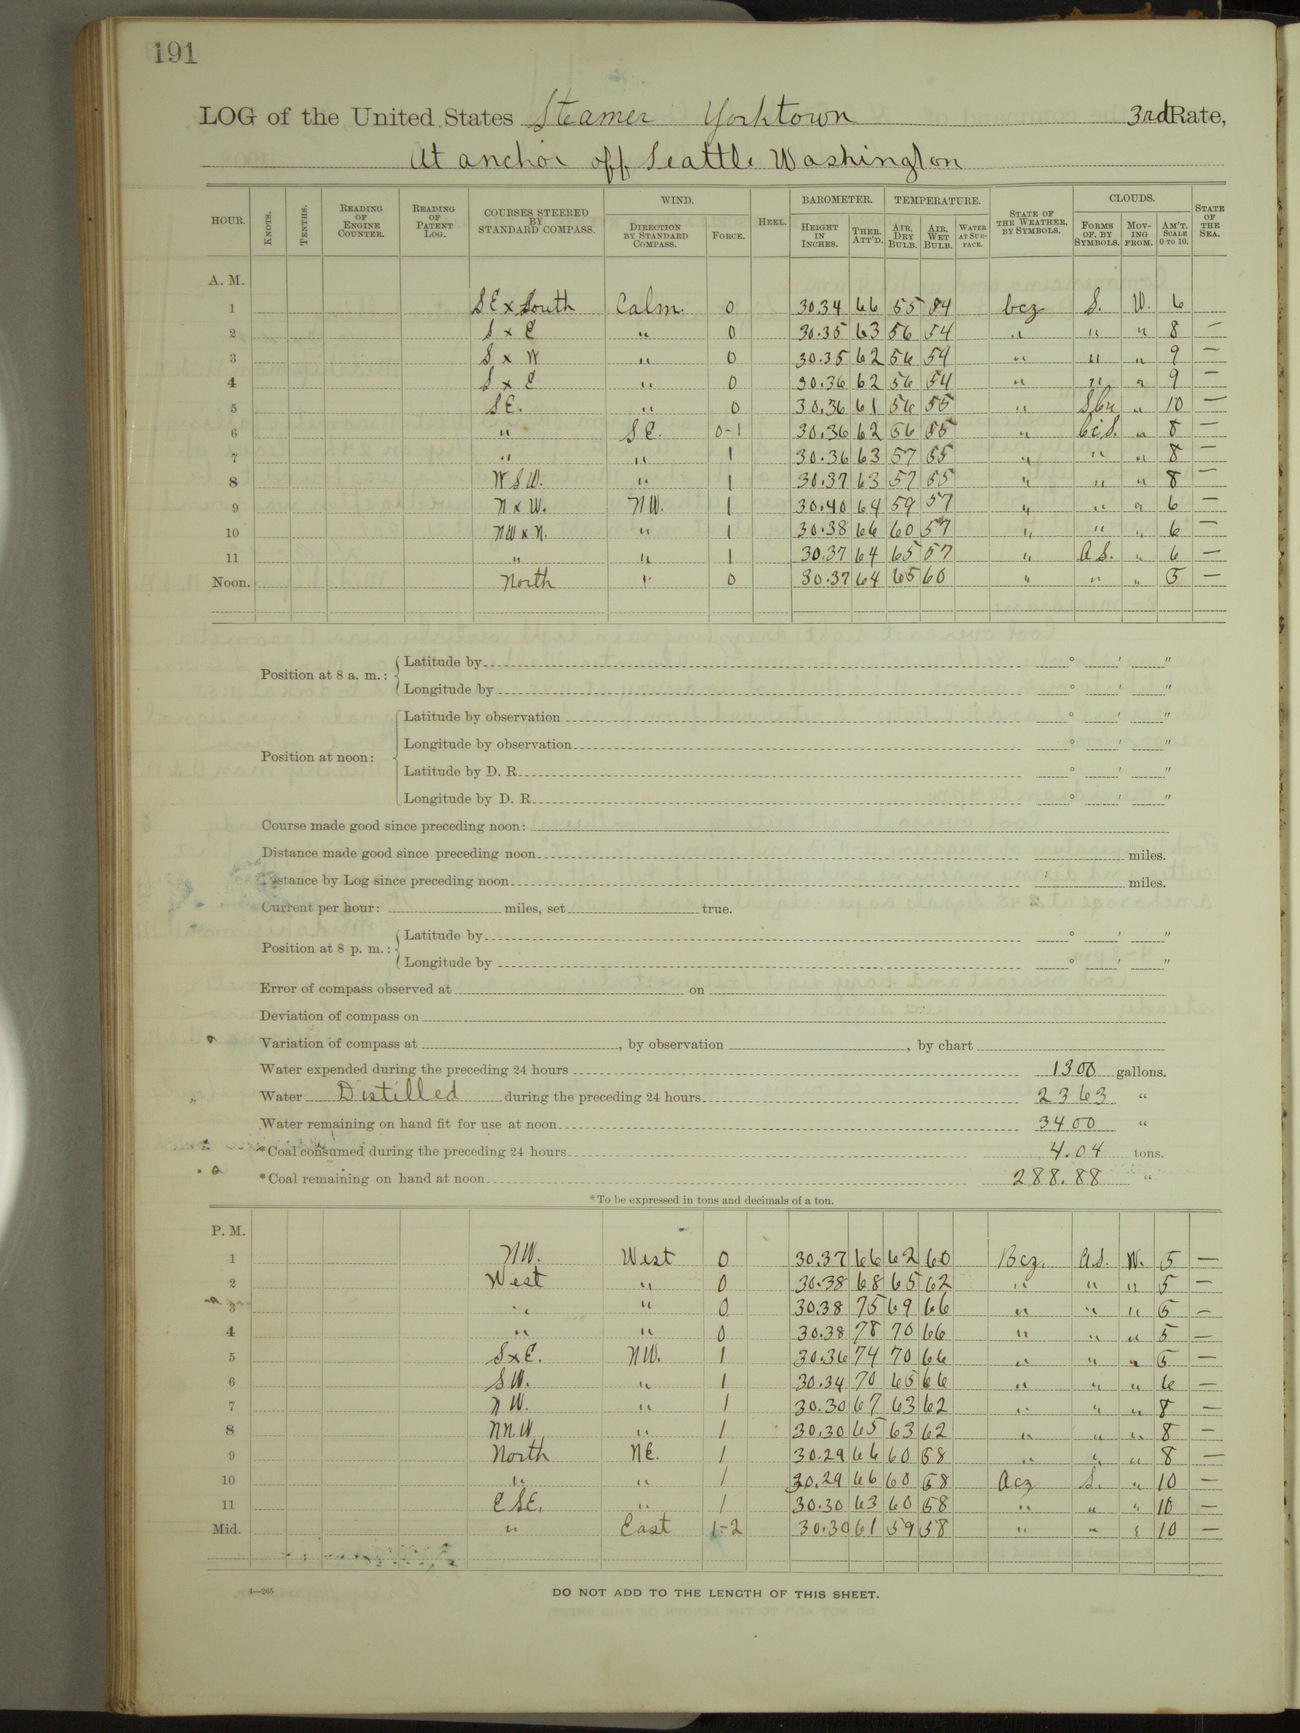 191
LOG of the United States Steamer Yorktown 3rd Rate,
At anchor off Seattle Washington
HOUR. KNOTS. TENTHS. READING OF ENGINE COUNTER. READING OF PATENT LOG. COURSES STEERED BY STANDARD COMPASS. WIND. DIRECTION BY STANDARD COMPASS. FORCE. HEEL. BAROMETER. HEIGHT IN INCHES. THER. ATT'D. TEMPERATURE. AIR, DRY BULB. AIR, WET BULB. WATER AT SURFACE. STATE OF THE WEATHER, BY SYMBOLS. CLOUDS. FORMS OF, BY SYMBOLS. MOVING FROM. AM'T. SCALE 0 TO 10. STATE OF THE SEA.
A. M.
1 SE x South Calm. 0 30.34 66 55 54 bcz S. W. 6
2 S x E " 0 30.35 63 56 54 " " " 8 —
3 S x W " 0 30.35 62 56 54 " " " 9 —
4 S x E " 0 30.36 62 56 54 " " " 9 —
5 SE. " 0 30.36 61 56 55 " " 10 —
6 " SE. 0-1 30.36 62 56 55 " " 8 —
7 " " 1 30.36 63 57 55 " " " 8 —
8 WSW. " 1 30.37 63 57 55 " " " 8 —
9 N x W. NW. 1 30.40 64 59 57 " " " 6 —
10 NW x N. " 1 30.38 66 60 57 " " " 6 —
11 " " 1 30.37 64 65 57 " A.S. " 6 —
Noon. North " 0 30.37 64 65 60 " " " 5 —
Position at 8 a. m.: Latitude by ° ' "
Longitude by ° ' "
Position at noon: Latitude by observation ° ' "
Longitude by observation ° ' "
Latitude by D. R. ° ' "
Longitude by D. R. ° ' "
Course made good since preceding noon:
Distance made good since preceding noon miles.
Distance by Log since preceding noon miles.
Current per hour: miles, set true.
Position at 8 p. m.: Latitude by ° ' "
Longitude by ° ' "
Error of compass observed at on
Deviation of compass on
Variation of compass at , by observation , by chart
Water expended during the preceding 24 hours 1300 gallons.
Water Distilled during the preceding 24 hours 2363 "
Water remaining on hand fit for use at noon 3400 "
*Coal consumed during the preceding 24 hours 4.04 tons.
*Coal remaining on hand at noon 288.88 "
*To be expressed in tons and decimals of a ton.
P. M.
1 NW. West 0 30.37 66 62 60 Bcz. A.S. W. 5 —
2 West " 0 30.38 68 65 62 " " " 5 —
3 " " 0 30.38 75 69 66 " " " 5 —
4 " " 0 30.38 78 70 66 " " " 5 —
5 SxE. NW. 1 30.36 74 70 66 " " " 5 —
6 SW. " 1 30.34 70 65 66 " " " 6 —
7 NW. " 1 30.30 67 63 62 " " " 8 —
8 NNW " 1 30.30 65 63 62 " " " 8 —
9 North NE. 1 30.29 66 60 58 " " " 8 —
10 " " 1 30.29 66 60 58 Ocz S. " 10 —
11 ESE. " 1 30.30 63 60 58 " " " 10 —
Mid. " East 1-2 30.30 61 59 58 " " " 10 —
4—265
DO NOT ADD TO THE LENGTH OF THIS SHEET.